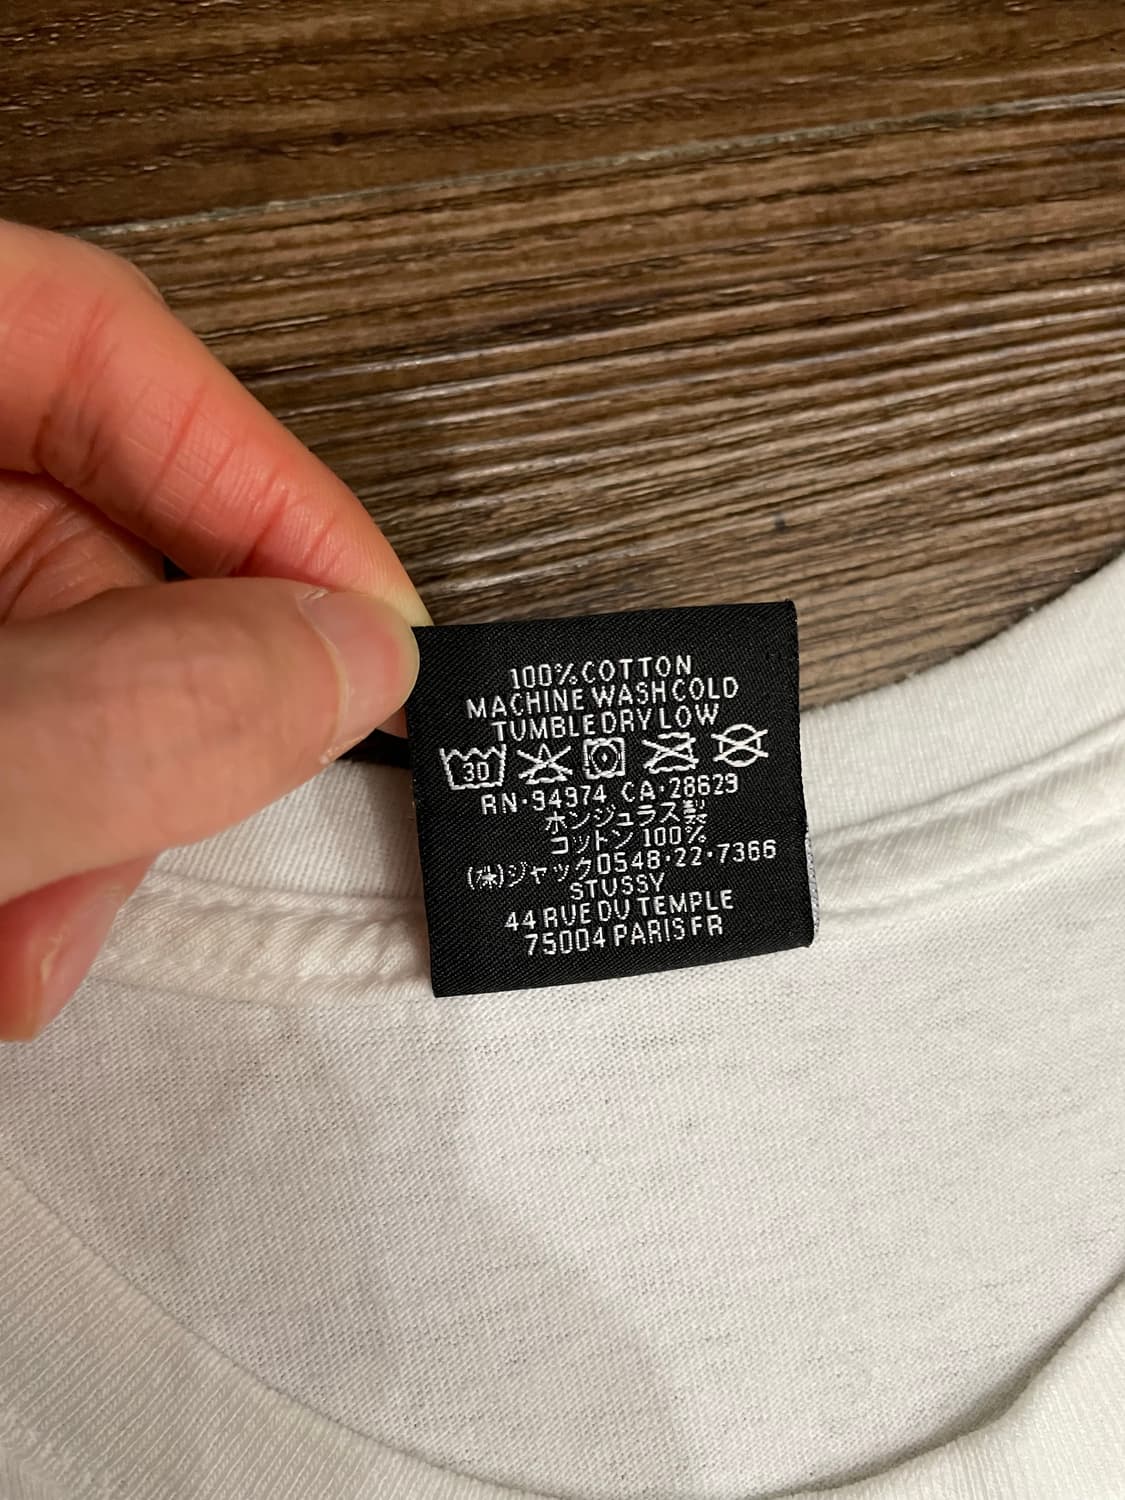 100% COTTON
MACHINE WASH COLD
TUMBLE DRY LOW
30
RN·94974 CA·28629
ホンジュラス製
コットン 100%
(株)ジャック0548·22·7366
STUSSY
44 RUE DU TEMPLE
75004 PARIS FR